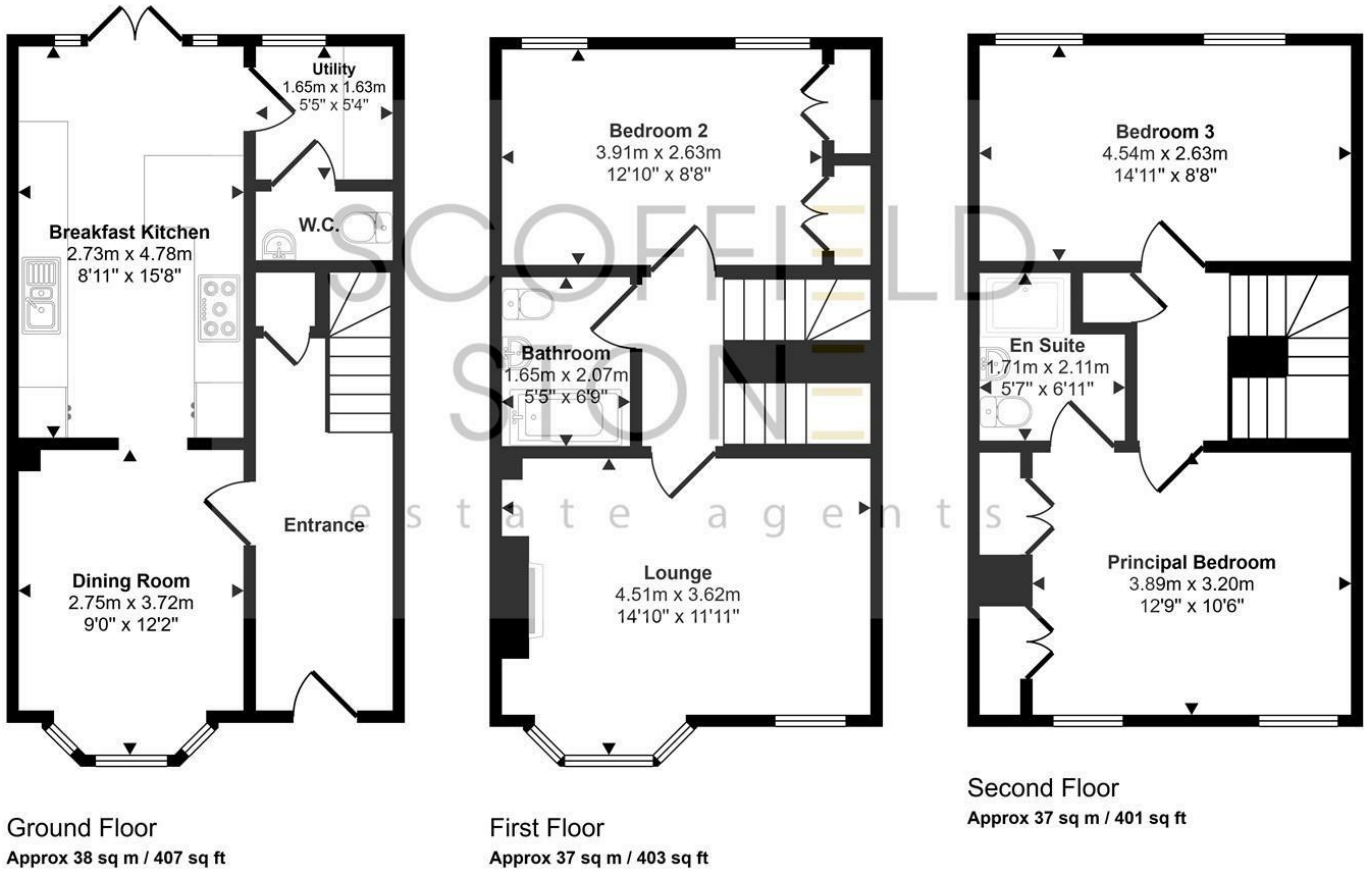 Utility
1.65m x 1.63m
5'5" x 5'4"
Breakfast Kitchen
2.73m x 4.78m
8'11" x 15'8"
W.C.
Entrance
Dining Room
2.75m x 3.72m
9'0" x 12'2"
Ground Floor
Approx 38 sq m / 407 sq ft
Bedroom 2
3.91m x 2.63m
12'10" x 8'8"
Bathroom
1.65m x 2.07m
5'5" x 6'9"
Lounge
4.51m x 3.62m
14'10" x 11'11"
First Floor
Approx 37 sq m / 403 sq ft
Bedroom 3
4.54m x 2.63m
14'11" x 8'8"
En Suite
1.71m x 2.11m
5'7" x 6'11"
Principal Bedroom
3.89m x 3.20m
12'9" x 10'6"
Second Floor
Approx 37 sq m / 401 sq ft
SCOFFIELD
STONE
estate agents